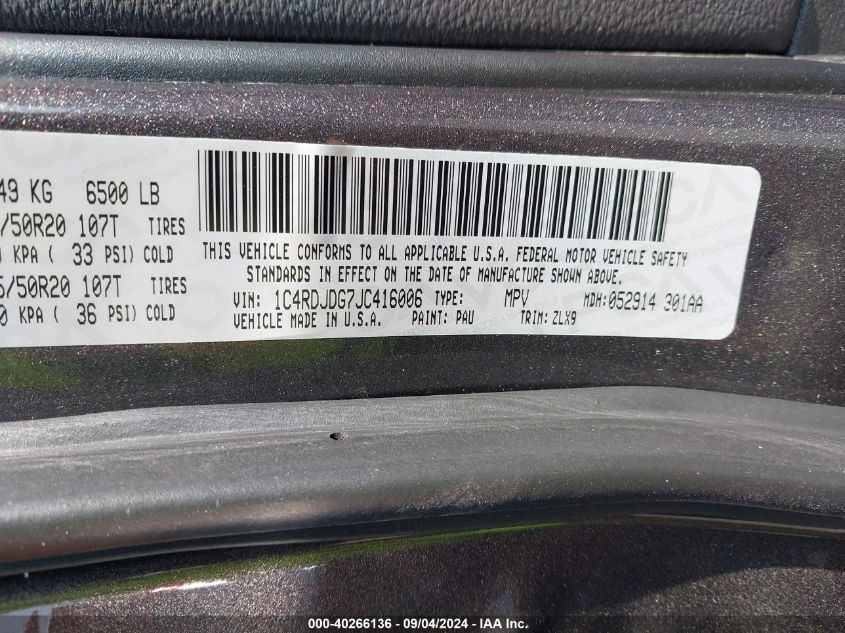 49 KG 6500 LB
/50R20 107T TIRES
KPA ( 33 PSI) COLD
/50R20 107T TIRES
0 KPA ( 36 PSI) COLD
THIS VEHICLE CONFORMS TO ALL APPLICABLE U.S.A. FEDERAL MOTOR VEHICLE SAFETY
STANDARDS IN EFFECT ON THE DATE OF MANUFACTURE SHOWN ABOVE.
VIN: 1C4RDJDG7JC416006 TYPE: MPV MDH:052914 301AA
VEHICLE MADE IN U.S.A. PAINT: PAU TRIM: ZLX9
000-40266136 - 09/04/2024 - IAA Inc.